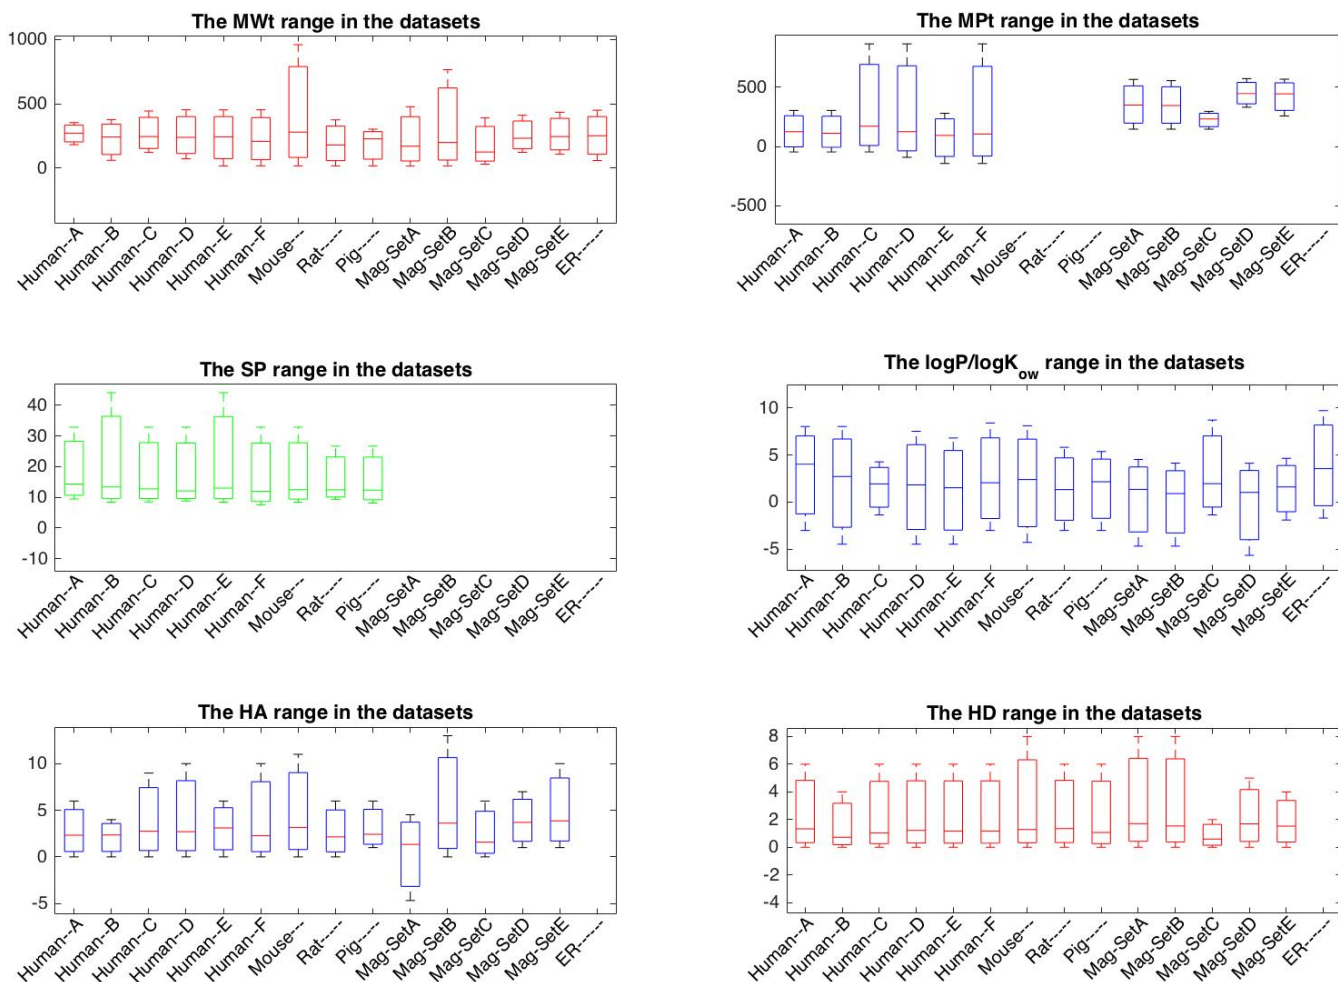 The MWt range in the datasets
1000
500
0
Human--A
Human--B
Human--C
Human--D
Human--E
Human--F
Mouse---
Rat-----
Pig-----
Mag-SetA
Mag-SetB
Mag-SetC
Mag-SetD
Mag-SetE
ER------
The MPt range in the datasets
500
0
-500
Human--A
Human--B
Human--C
Human--D
Human--E
Human--F
Mouse---
Rat-----
Pig-----
Mag-SetA
Mag-SetB
Mag-SetC
Mag-SetD
Mag-SetE
ER------
The SP range in the datasets
40
30
20
10
0
-10
Human--A
Human--B
Human--C
Human--D
Human--E
Human--F
Mouse---
Rat-----
Pig-----
Mag-SetA
Mag-SetB
Mag-SetC
Mag-SetD
Mag-SetE
ER------
The logP/logKow range in the datasets
10
5
0
-5
Human--A
Human--B
Human--C
Human--D
Human--E
Human--F
Mouse---
Rat-----
Pig-----
Mag-SetA
Mag-SetB
Mag-SetC
Mag-SetD
Mag-SetE
ER------
The HA range in the datasets
10
5
0
-5
Human--A
Human--B
Human--C
Human--D
Human--E
Human--F
Mouse---
Rat-----
Pig-----
Mag-SetA
Mag-SetB
Mag-SetC
Mag-SetD
Mag-SetE
ER------
The HD range in the datasets
8
6
4
2
0
-2
-4
Human--A
Human--B
Human--C
Human--D
Human--E
Human--F
Mouse---
Rat-----
Pig-----
Mag-SetA
Mag-SetB
Mag-SetC
Mag-SetD
Mag-SetE
ER------